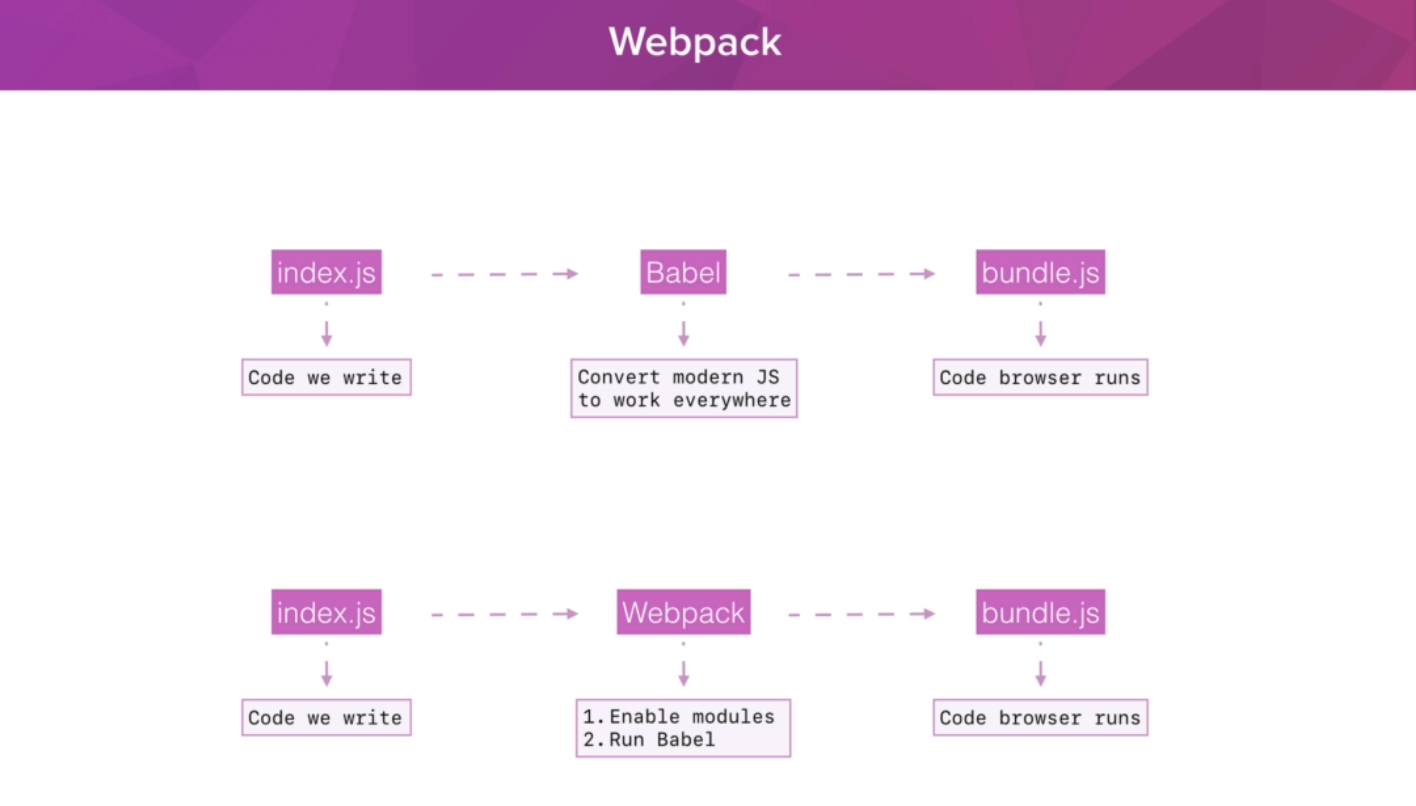 Webpack
index.js
Babel
bundle.js
Code we write
Convert modern JS
to work everywhere
Code browser runs
index.js
Webpack
bundle.js
Code we write
1. Enable modules
2. Run Babel
Code browser runs